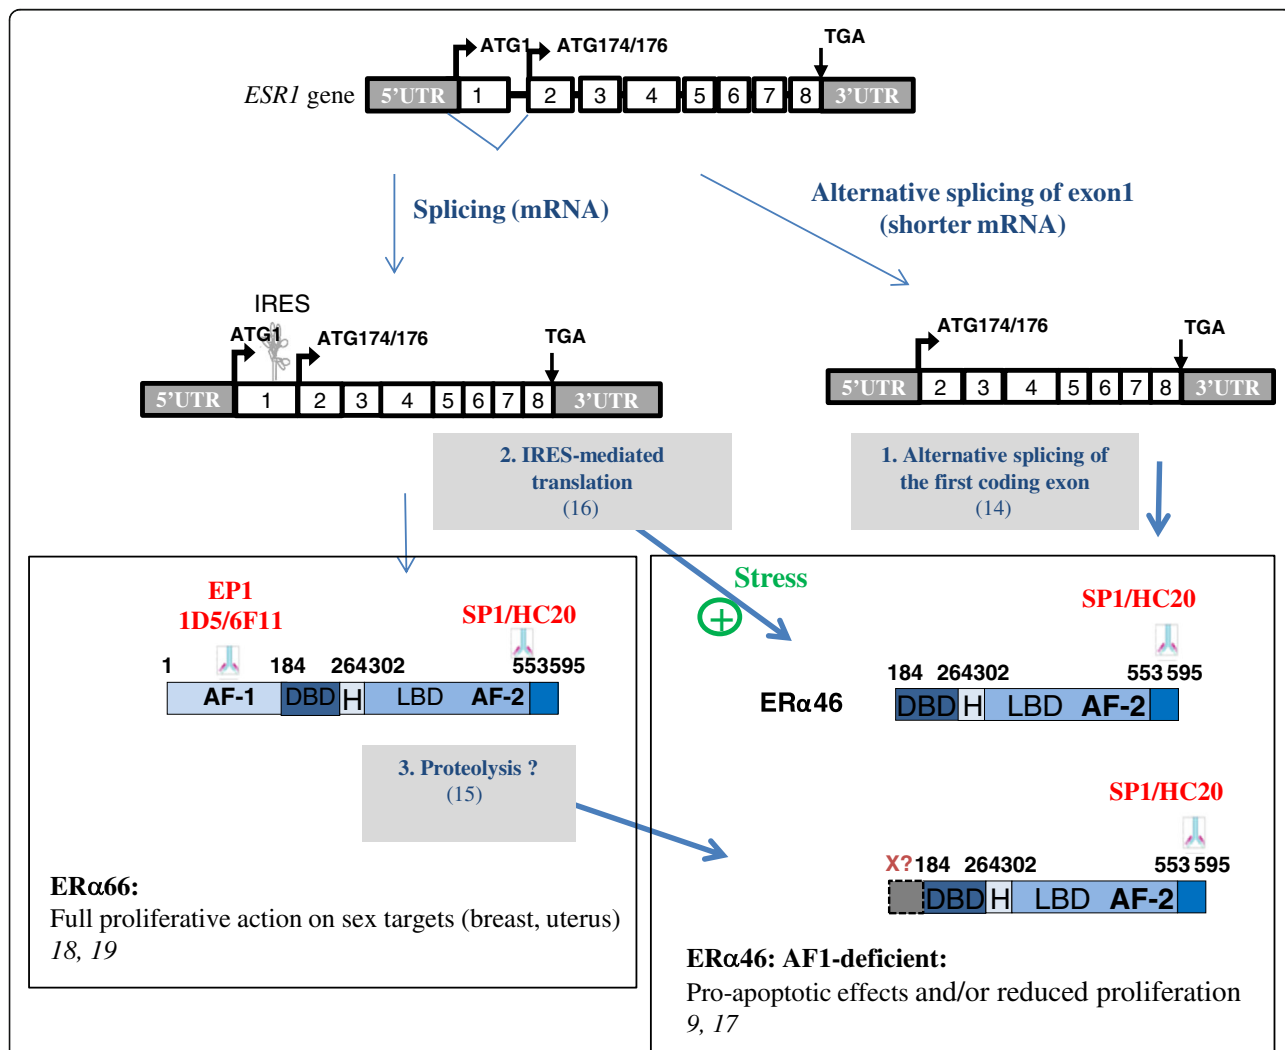 ATG1 ATG174/176 TGA
ESR1 gene 5'UTR 1 2 3 4 5 6 7 8 3'UTR
Splicing (mRNA)
Alternative splicing of exon1
(shorter mRNA)
IRES
ATG1 ATG174/176 TGA
5'UTR 1 2 3 4 5 6 7 8 3'UTR
ATG174/176 TGA
5'UTR 2 3 4 5 6 7 8 3'UTR
2. IRES-mediated
translation
(16)
1. Alternative splicing of
the first coding exon
(14)
EP1
1D5/6F11
SP1/HC20
1 184 264 302 553 595
AF-1 DBD H LBD AF-2
3. Proteolysis ?
(15)
ERα66:
Full proliferative action on sex targets (breast, uterus)
18, 19
Stress
+
SP1/HC20
184 264 302 553 595
ERα46 DBD H LBD AF-2
SP1/HC20
X? 184 264 302 553 595
DBD H LBD AF-2
ERα46: AF1-deficient:
Pro-apoptotic effects and/or reduced proliferation
9, 17